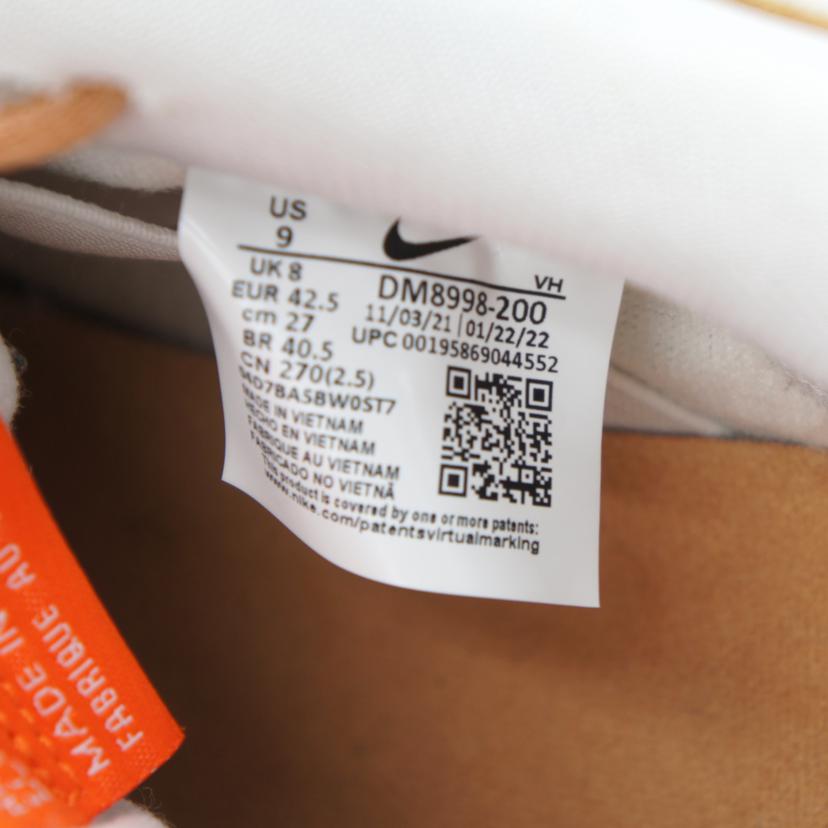 US
9
VH
UK 8
EUR 42.5
cm 27
BR 40.5
CN 270(2.5)
DM8998-200
11/03/21 | 01/22/22
UPC 00195869044552
MADE IN VIETNAM
HECHO EN VIETNAM
FABRIQUE AU VIETNAM
FABRICADO NO VIETNÃ
This product is covered by one or more patents:
www.nike.com/patentsvirtualmarking
MADE IN
FABRIQUE AU